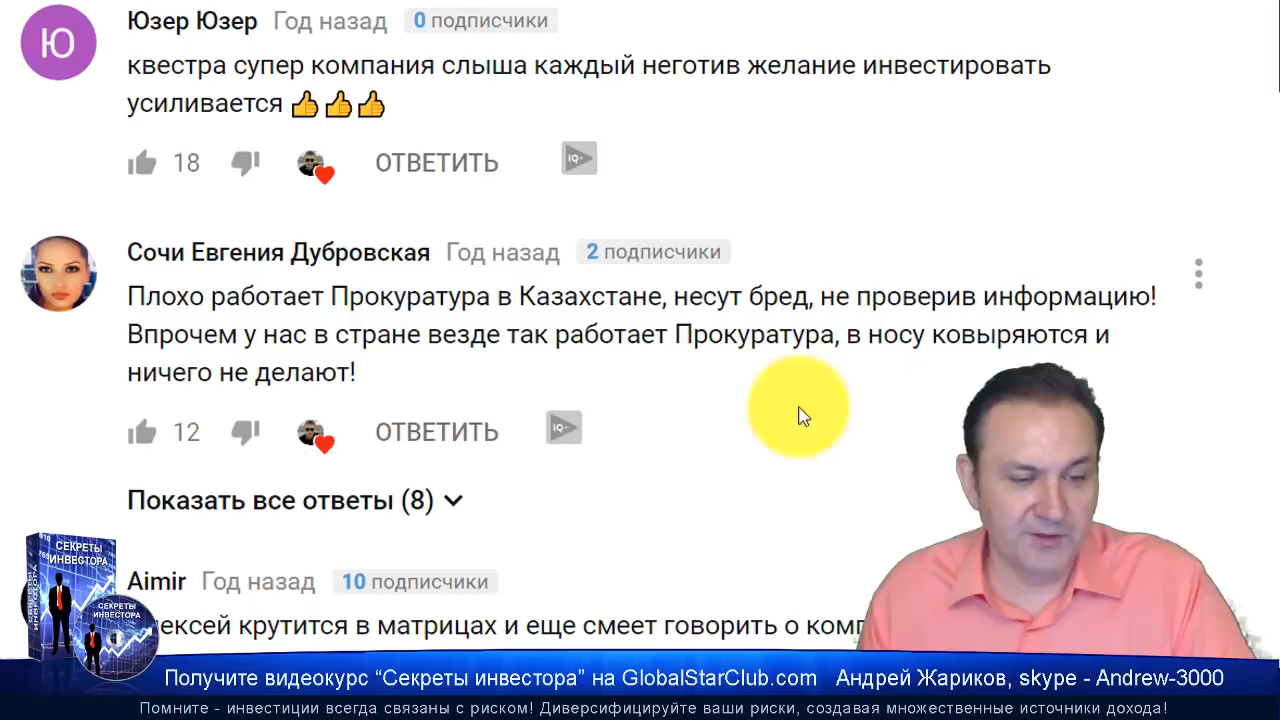 Ю
Юзер Юзер Год назад 0 подписчики
квестра супер компания слыша каждый неготив желание инвестировать
усиливается 👍👍👍
18 ОТВЕТИТЬ IQ+
Сочи Евгения Дубровская Год назад 2 подписчики
Плохо работает Прокуратура в Казахстане, несут бред, не проверив информацию!
Впрочем у нас в стране везде так работает Прокуратура, в носу ковыряются и
ничего не делают!
12 ОТВЕТИТЬ IQ+
Показать все ответы (8)
Aimir Год назад 10 подписчики
лексей крутится в матрицах и еще смеет говорить о комп
СЕКРЕТЫ
ИНВЕСТОРА
СЕКРЕТЫ
ИНВЕСТОРА
Получите видеокурс “Секреты инвестора” на GlobalStarClub.com Андрей Жариков, skype - Andrew-3000
Помните - инвестиции всегда связаны с риском! Диверсифицируйте ваши риски, создавая множественные источники дохода!